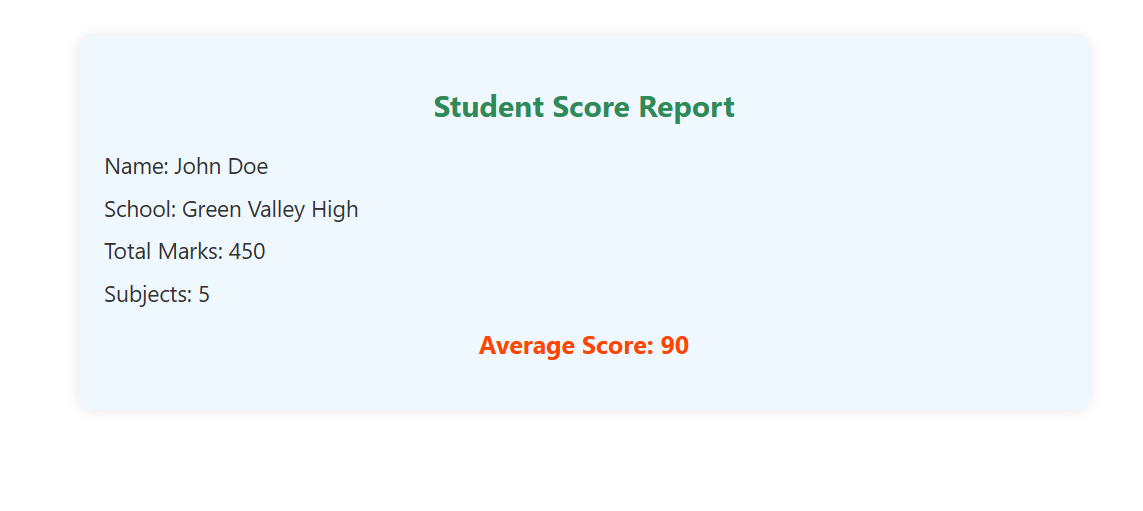 Student Score Report
Name: John Doe
School: Green Valley High
Total Marks: 450
Subjects: 5
Average Score: 90